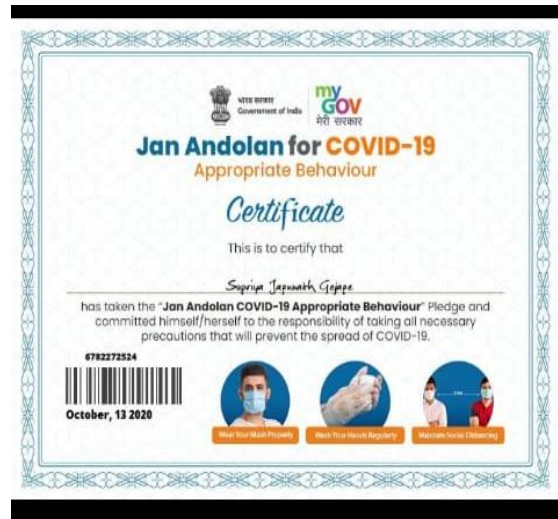 भारत सरकार
Government of India
my
GOV
मेरी सरकार
Jan Andolan for COVID-19
Appropriate Behaviour
Certificate
This is to certify that
Supriya Gejape
has taken the "Jan Andolan COVID-19 Appropriate Behaviour" Pledge and
committed himself/herself to the responsibility of taking all necessary
precautions that will prevent the spread of COVID-19.
6782272524
October, 13 2020
Wear Your Mask Properly
Wash Your Hands Regularly
Maintain Social Distancing